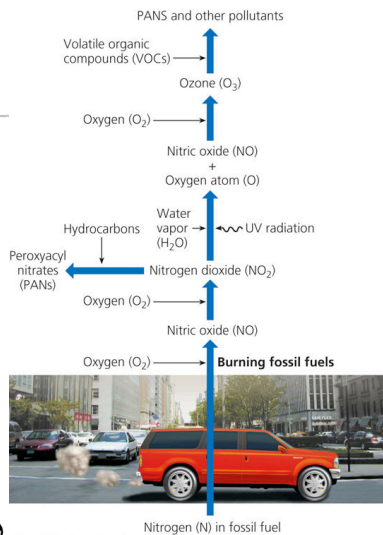 PANS and other pollutants
Volatile organic
compounds (VOCs)
Ozone (O₃)
Oxygen (O₂)
Nitric oxide (NO)
+
Oxygen atom (O)
Water
vapor
(H₂O)
UV radiation
Hydrocarbons
Peroxyacyl
nitrates
(PANs)
Nitrogen dioxide (NO₂)
Oxygen (O₂)
Nitric oxide (NO)
Oxygen (O₂)
Burning fossil fuels
Nitrogen (N) in fossil fuel